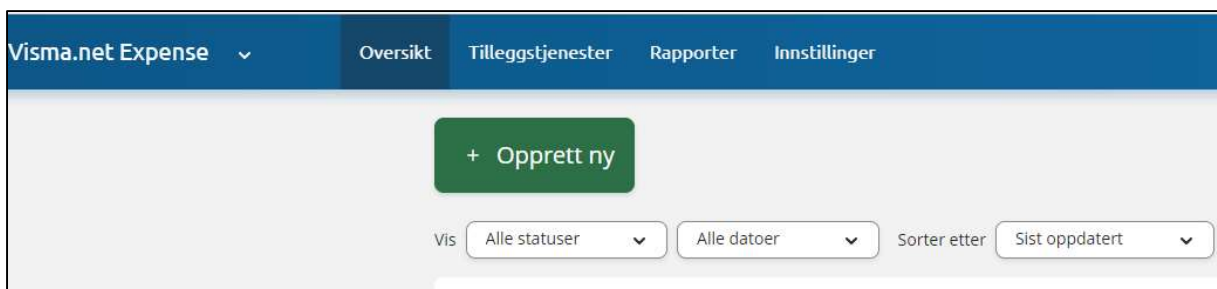 Visma.net Expense Oversikt Tilleggstjenester Rapporter Innstillinger
+ Opprett ny
Vis Alle statuser Alle datoer Sorter etter Sist oppdatert